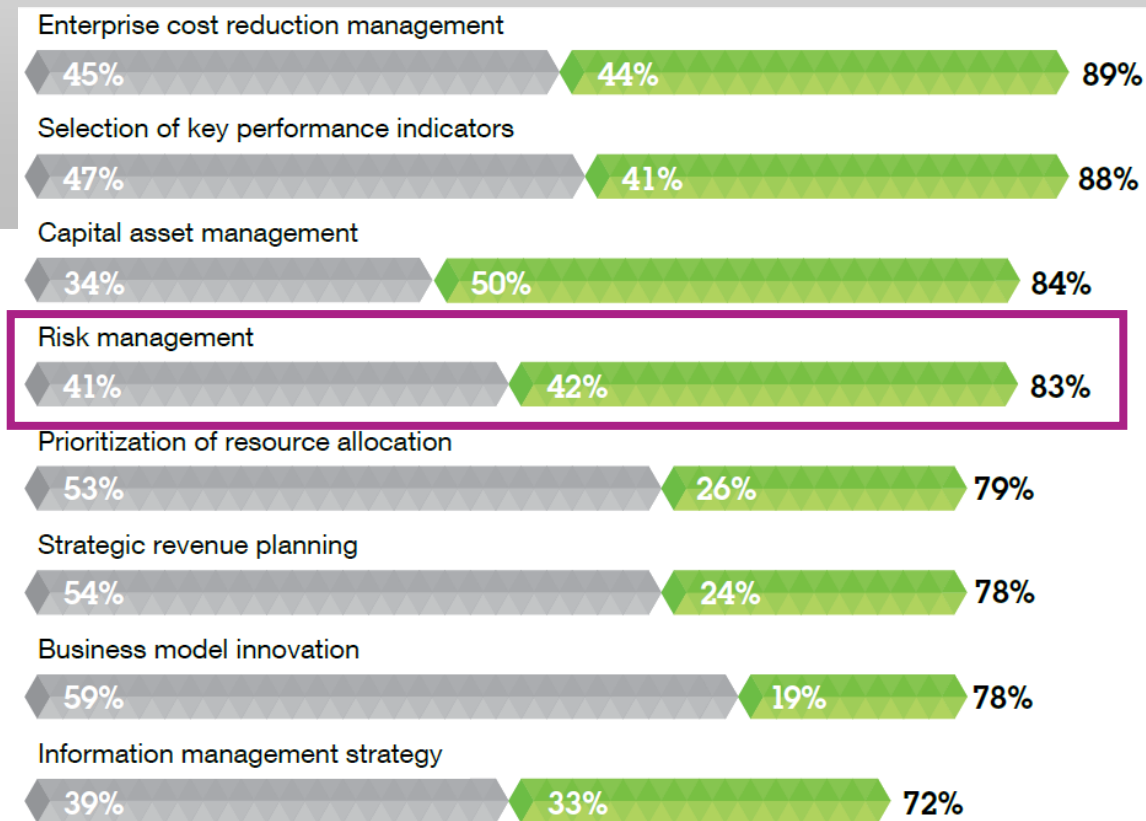 Enterprise cost reduction management
45% 44% 89%
Selection of key performance indicators
47% 41% 88%
Capital asset management
34% 50% 84%
Risk management
41% 42% 83%
Prioritization of resource allocation
53% 26% 79%
Strategic revenue planning
54% 24% 78%
Business model innovation
59% 19% 78%
Information management strategy
39% 33% 72%